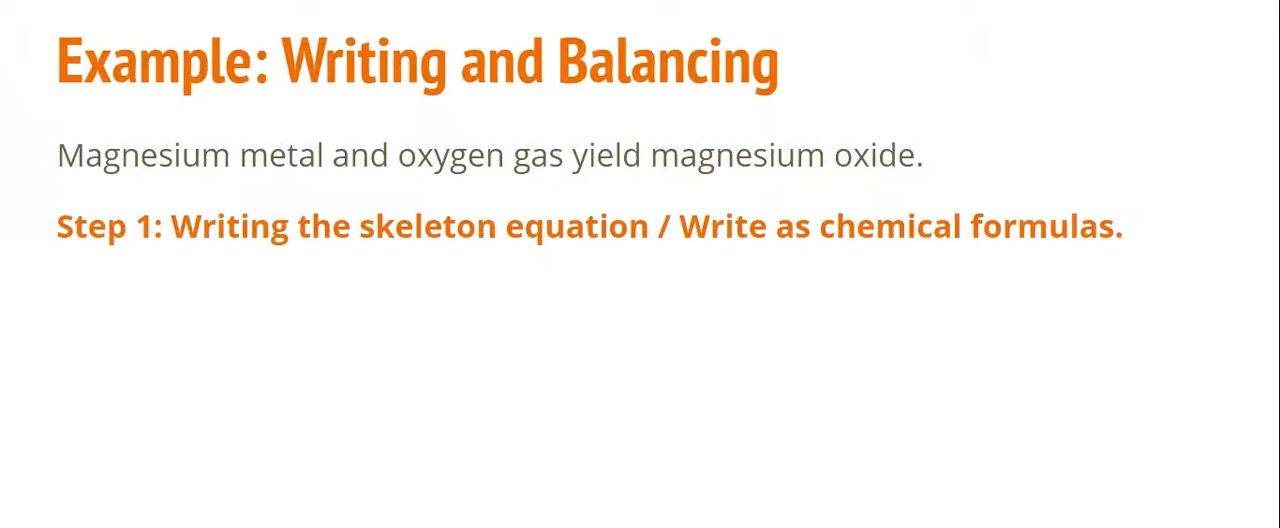 Example: Writing and Balancing
Magnesium metal and oxygen gas yield magnesium oxide.
Step 1: Writing the skeleton equation / Write as chemical formulas.